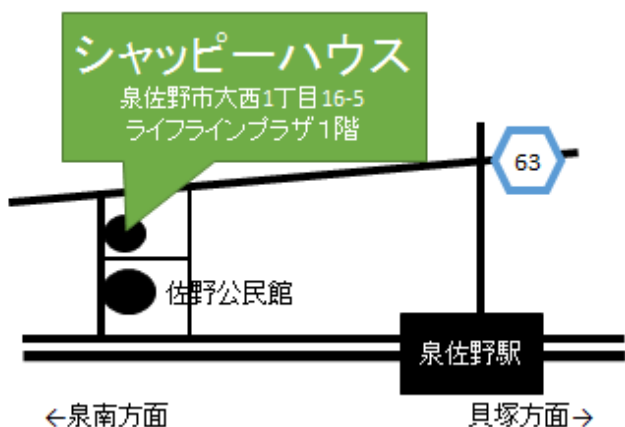 シャッピーハウス
泉佐野市大西1丁目16-5
ライフラインプラザ1階
63
佐野公民館
泉佐野駅
←泉南方面
貝塚方面→